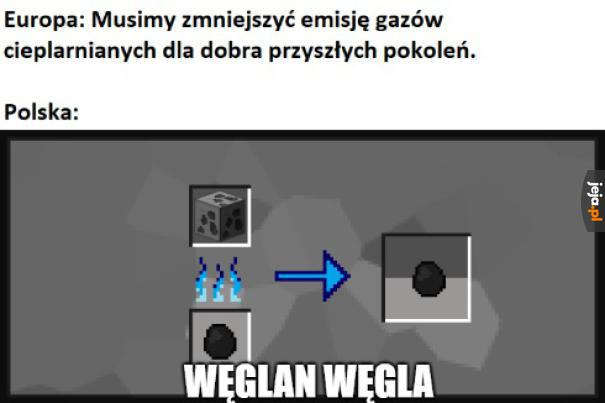 Europa: Musimy zmniejszyć emisję gazów
cieplarnianych dla dobra przyszłych pokoleń.
Polska:
jeja.pl
WĘGLAN WĘGLA